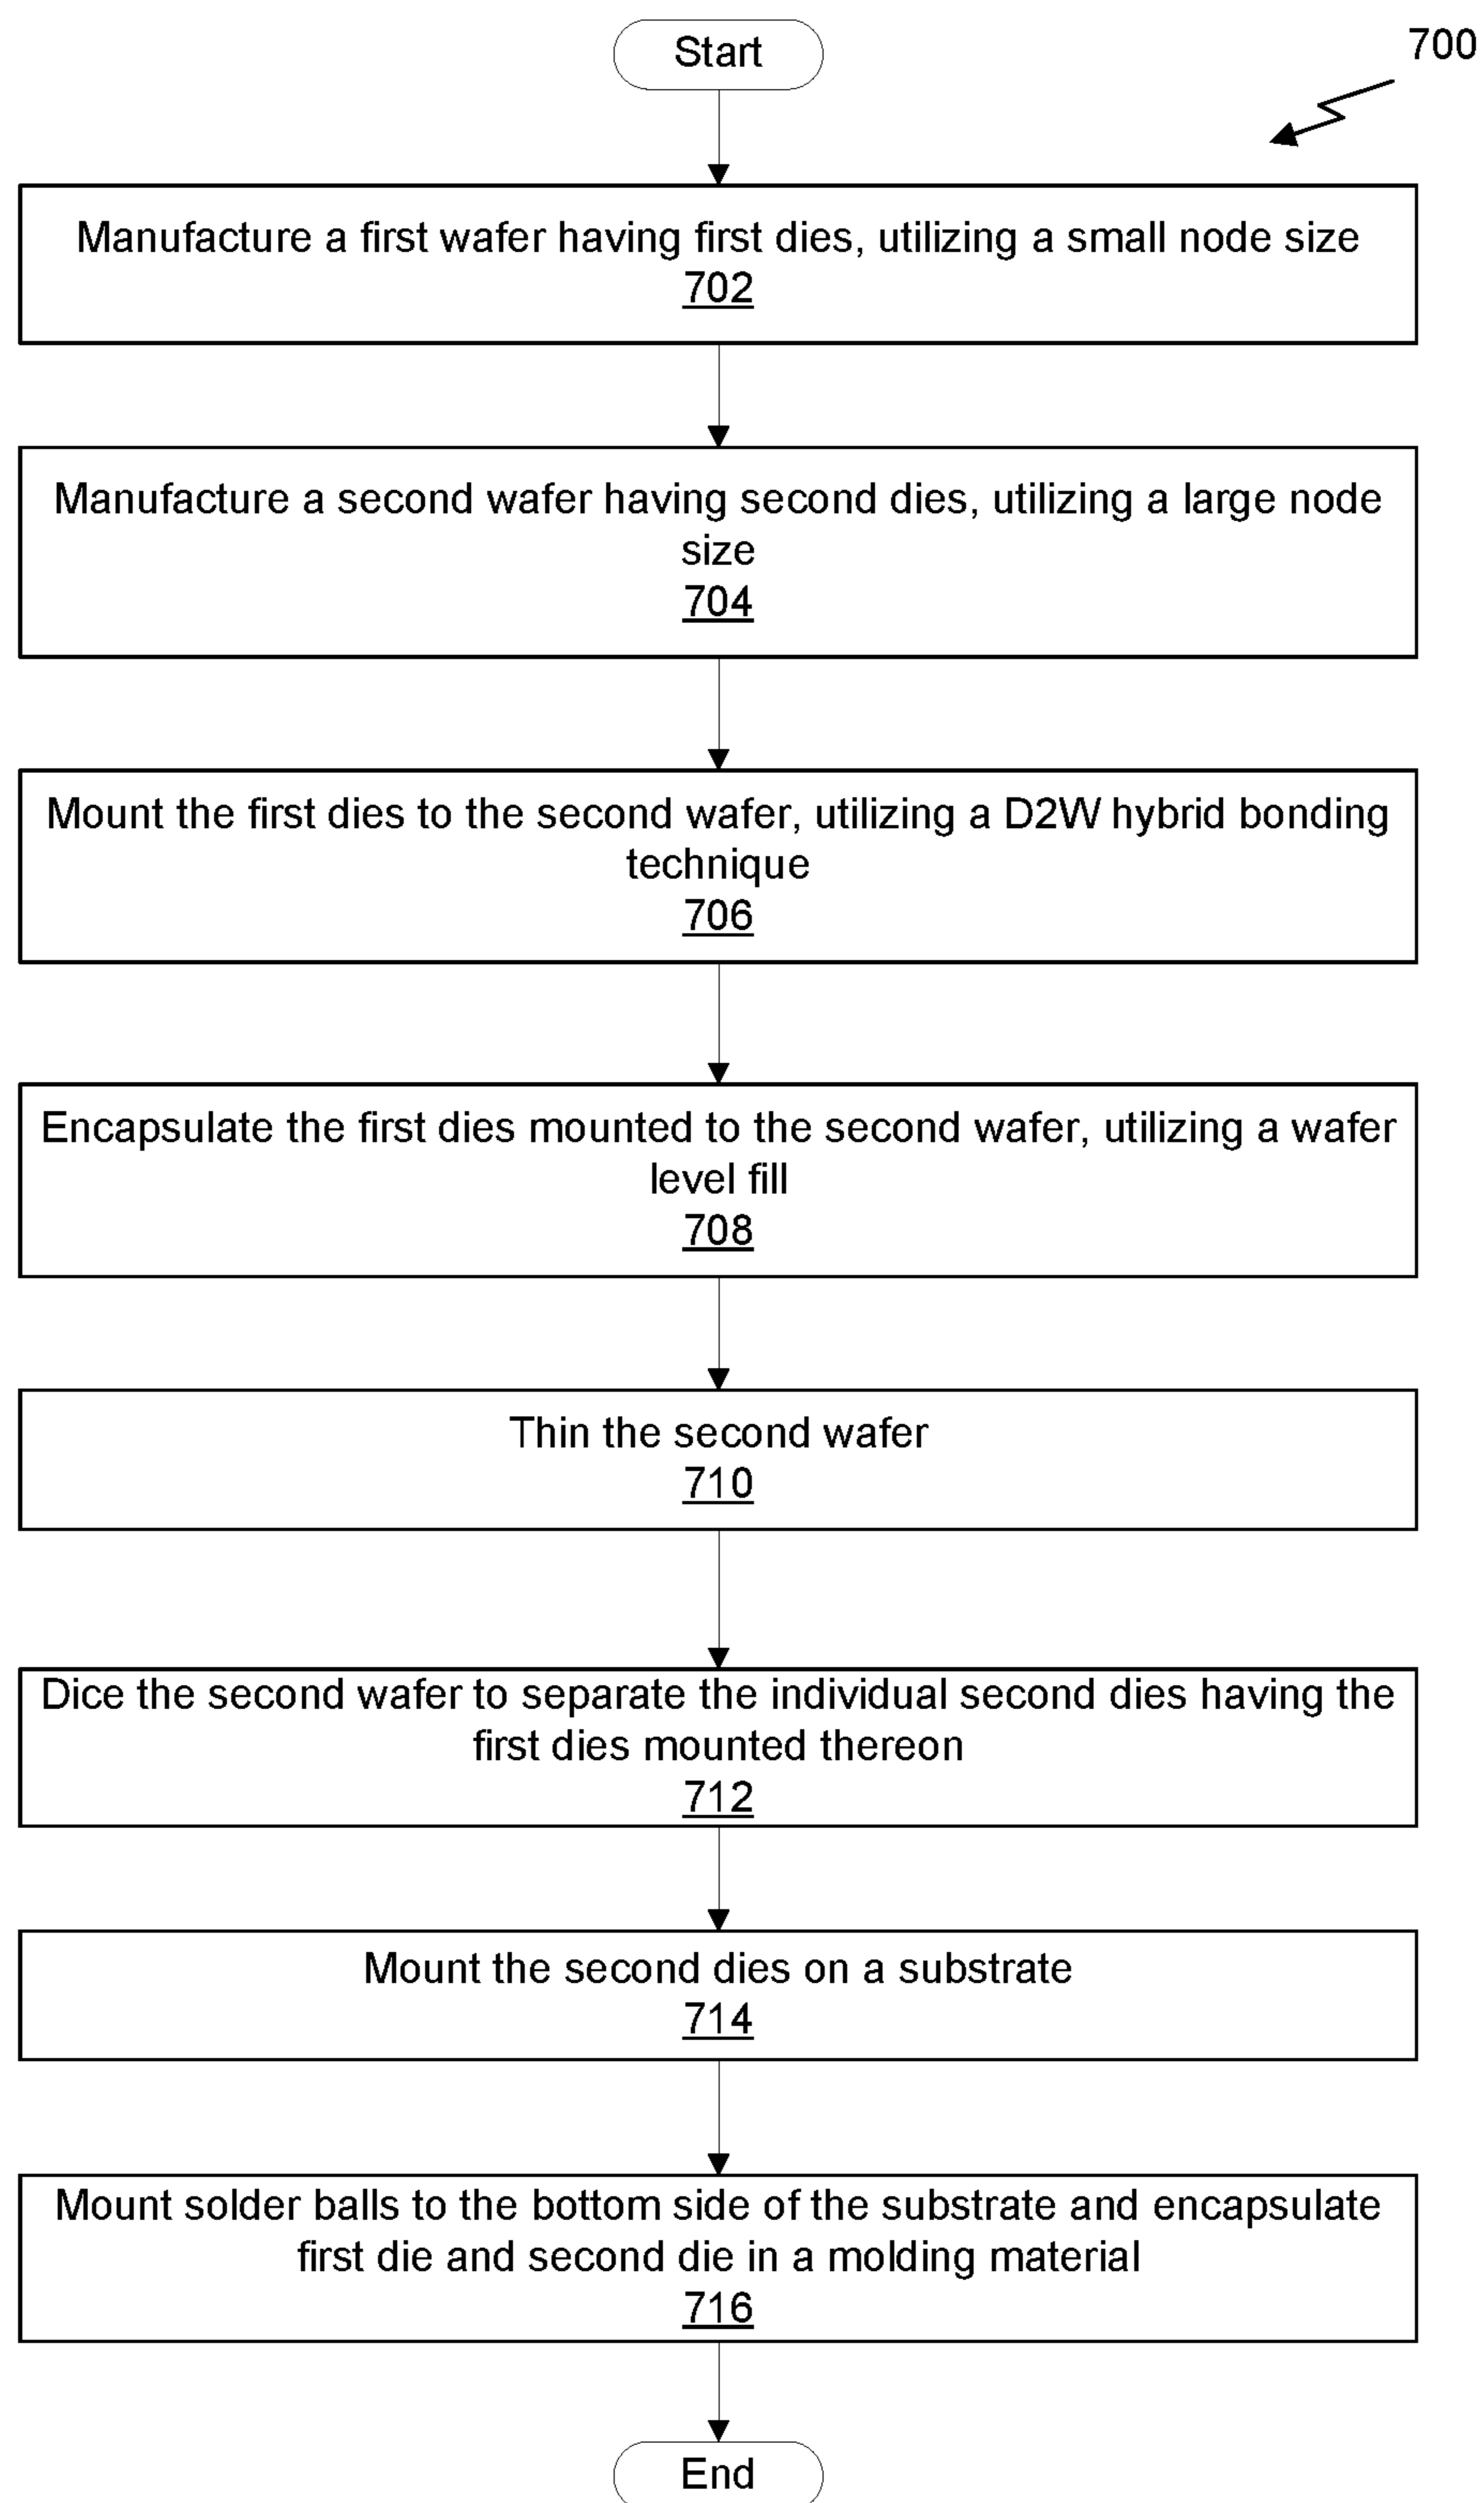 Start
700
Manufacture a first wafer having first dies, utilizing a small node size
702
Manufacture a second wafer having second dies, utilizing a large node
size
704
Mount the first dies to the second wafer, utilizing a D2W hybrid bonding
technique
706
Encapsulate the first dies mounted to the second wafer, utilizing a wafer
level fill
708
Thin the second wafer
710
Dice the second wafer to separate the individual second dies having the
first dies mounted thereon
712
Mount the second dies on a substrate
714
Mount solder balls to the bottom side of the substrate and encapsulate
first die and second die in a molding material
716
End